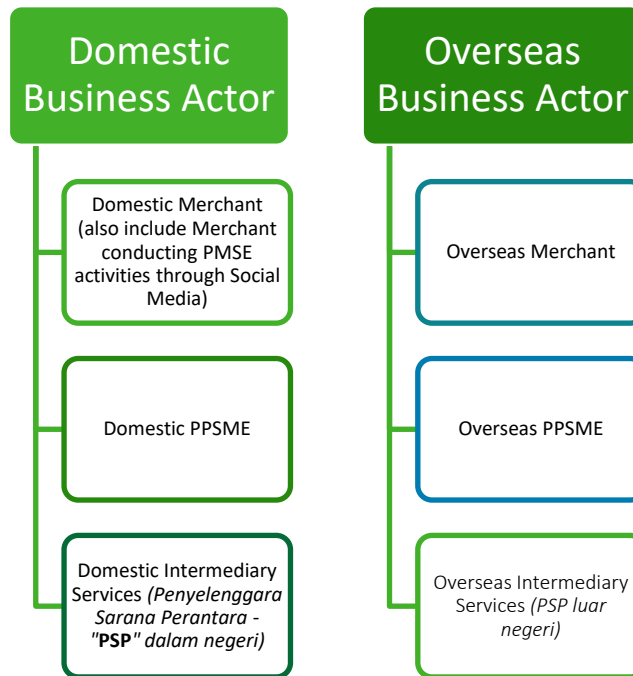 Domestic
Business Actor
Domestic Merchant
(also include Merchant
conducting PMSE
activities through Social
Media)
Domestic PPSME
Domestic Intermediary
Services (Penyelenggara
Sarana Perantara -
"PSP" dalam negeri)
Overseas
Business Actor
Overseas Merchant
Overseas PPSME
Overseas Intermediary
Services (PSP luar
negeri)